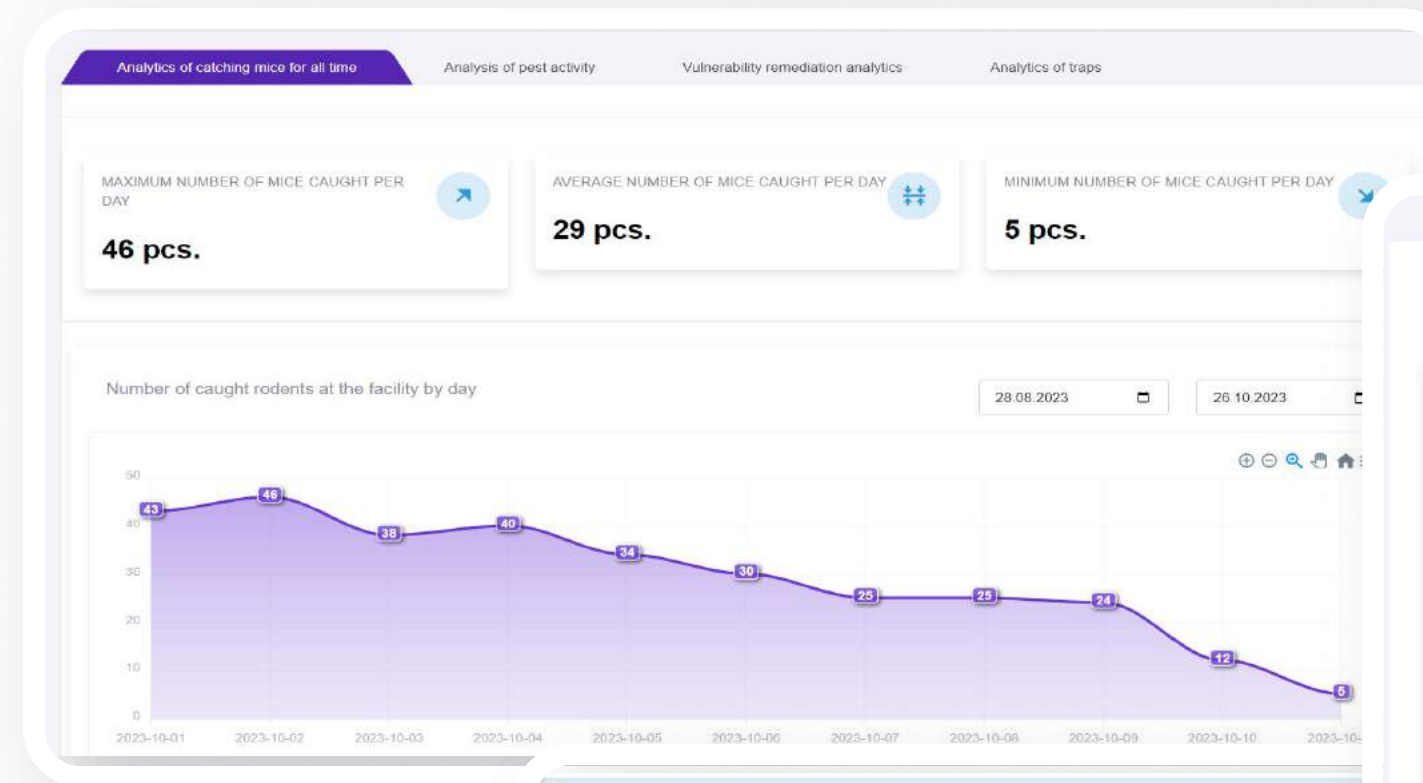 Analytics of catching mice for all time
Analysis of pest activity
Vulnerability remediation analytics
Analytics of traps
MAXIMUM NUMBER OF MICE CAUGHT PER
DAY
46 pcs.
AVERAGE NUMBER OF MICE CAUGHT PER DAY
29 pcs.
MINIMUM NUMBER OF MICE CAUGHT PER DAY
5 pcs.
Number of caught rodents at the facility by day
28.08.2023
26.10.2023
50
40
30
20
10
0
43
46
38
40
34
30
25
25
24
12
5
2023-10-01
2023-10-02
2023-10-03
2023-10-04
2023-10-05
2023-10-06
2023-10-07
2023-10-08
2023-10-09
2023-10-10
2023-10-